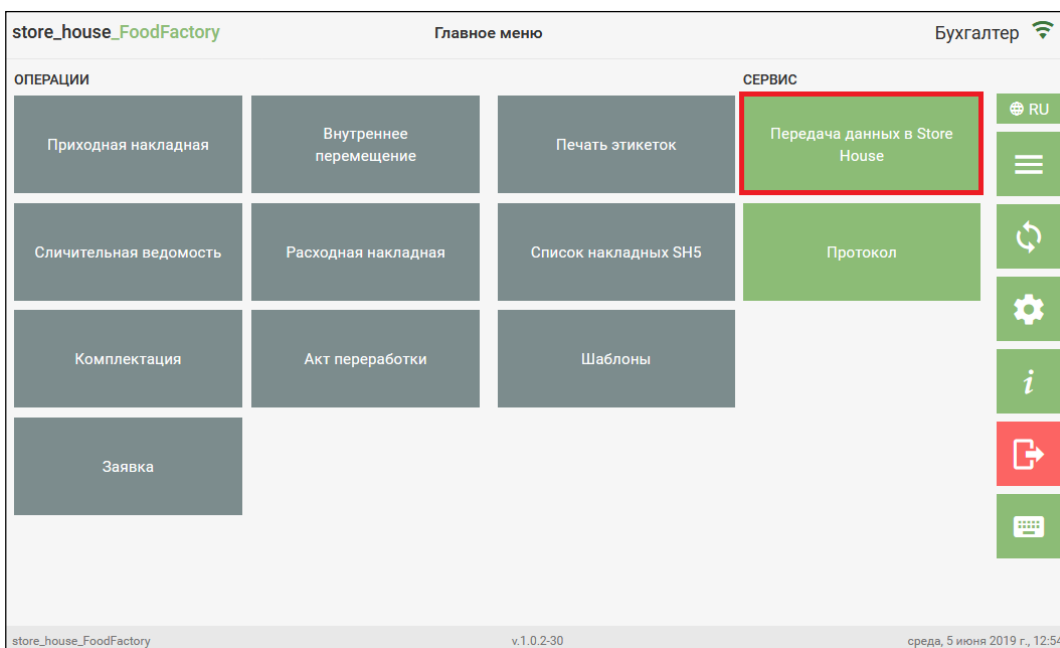 store_house_FoodFactory
Главное меню
Бухгалтер
ОПЕРАЦИИ
СЕРВИС
Приходная накладная
Внутреннее
перемещение
Печать этикеток
Передача данных в Store
House
RU
Сличительная ведомость
Расходная накладная
Список накладных SH5
Протокол
Комплектация
Акт переработки
Шаблоны
i
Заявка
store_house_FoodFactory
v.1.0.2-30
среда, 5 июня 2019 г., 12:54